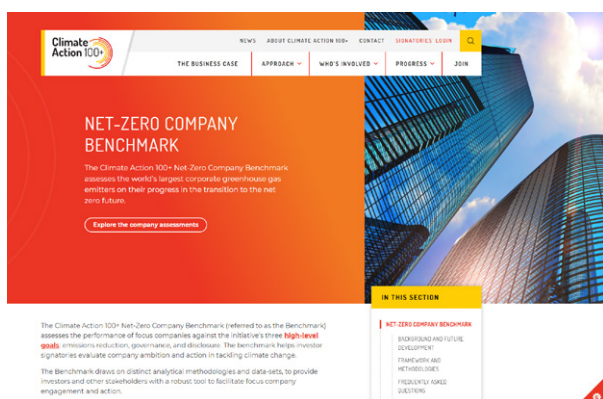 Climate
Action 100+
NEWS ABOUT CLIMATE ACTION 100+ CONTACT SIGNATORIES' LOGIN
THE BUSINESS CASE APPROACH WHO'S INVOLVED PROGRESS JOIN
NET-ZERO COMPANY
BENCHMARK
The Climate Action 100+ Net-Zero Company Benchmark
assesses the world's largest corporate greenhouse gas
emitters on their progress in the transition to the net
zero future.
Explore the company assessments
IN THIS SECTION
The Climate Action 100+ Net-Zero Company Benchmark (referred to as the Benchmark)
assesses the performance of focus companies against the initiative's three high-level
goals: emissions reduction, governance, and disclosure. The benchmark helps investor
signatories evaluate company ambition and action in tackling climate change.
The Benchmark draws on distinct analytical methodologies and data-sets, to provide
investors and other stakeholders with a robust tool to facilitate focus company
engagement and action.
NET-ZERO COMPANY BENCHMARK
BACKGROUND AND FUTURE
DEVELOPMENT
FRAMEWORK AND
METHODOLOGIES
FREQUENTLY ASKED
QUESTIONS